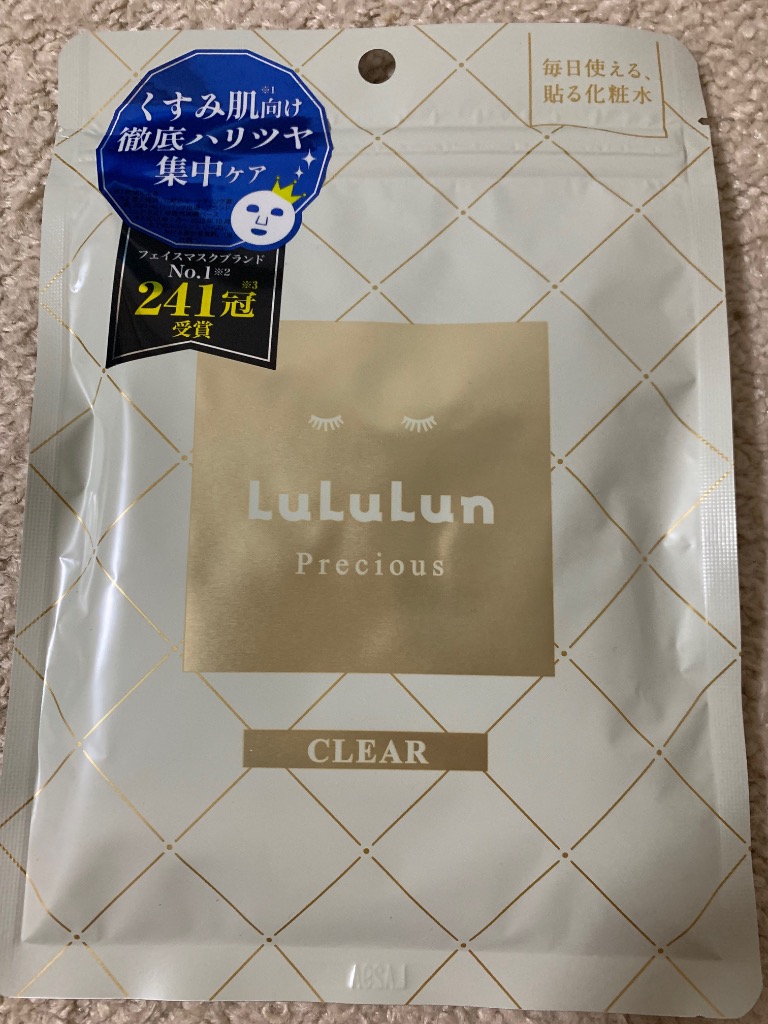 くすみ肌※1向け
徹底ハリツヤ
集中ケア
フェイスマスクブランド
No.1※2
241冠※3
受賞
毎日使える、
貼る化粧水
LuLuLun
Precious
CLEAR